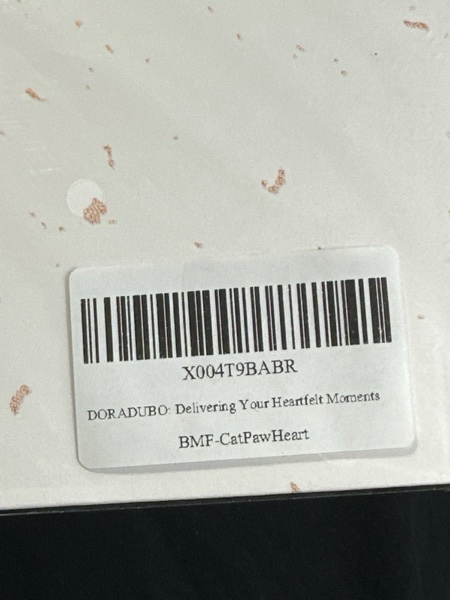 X004T9BABR
DORADUBO: Delivering Your Heartfelt Moments
BMF-CatPawHeart